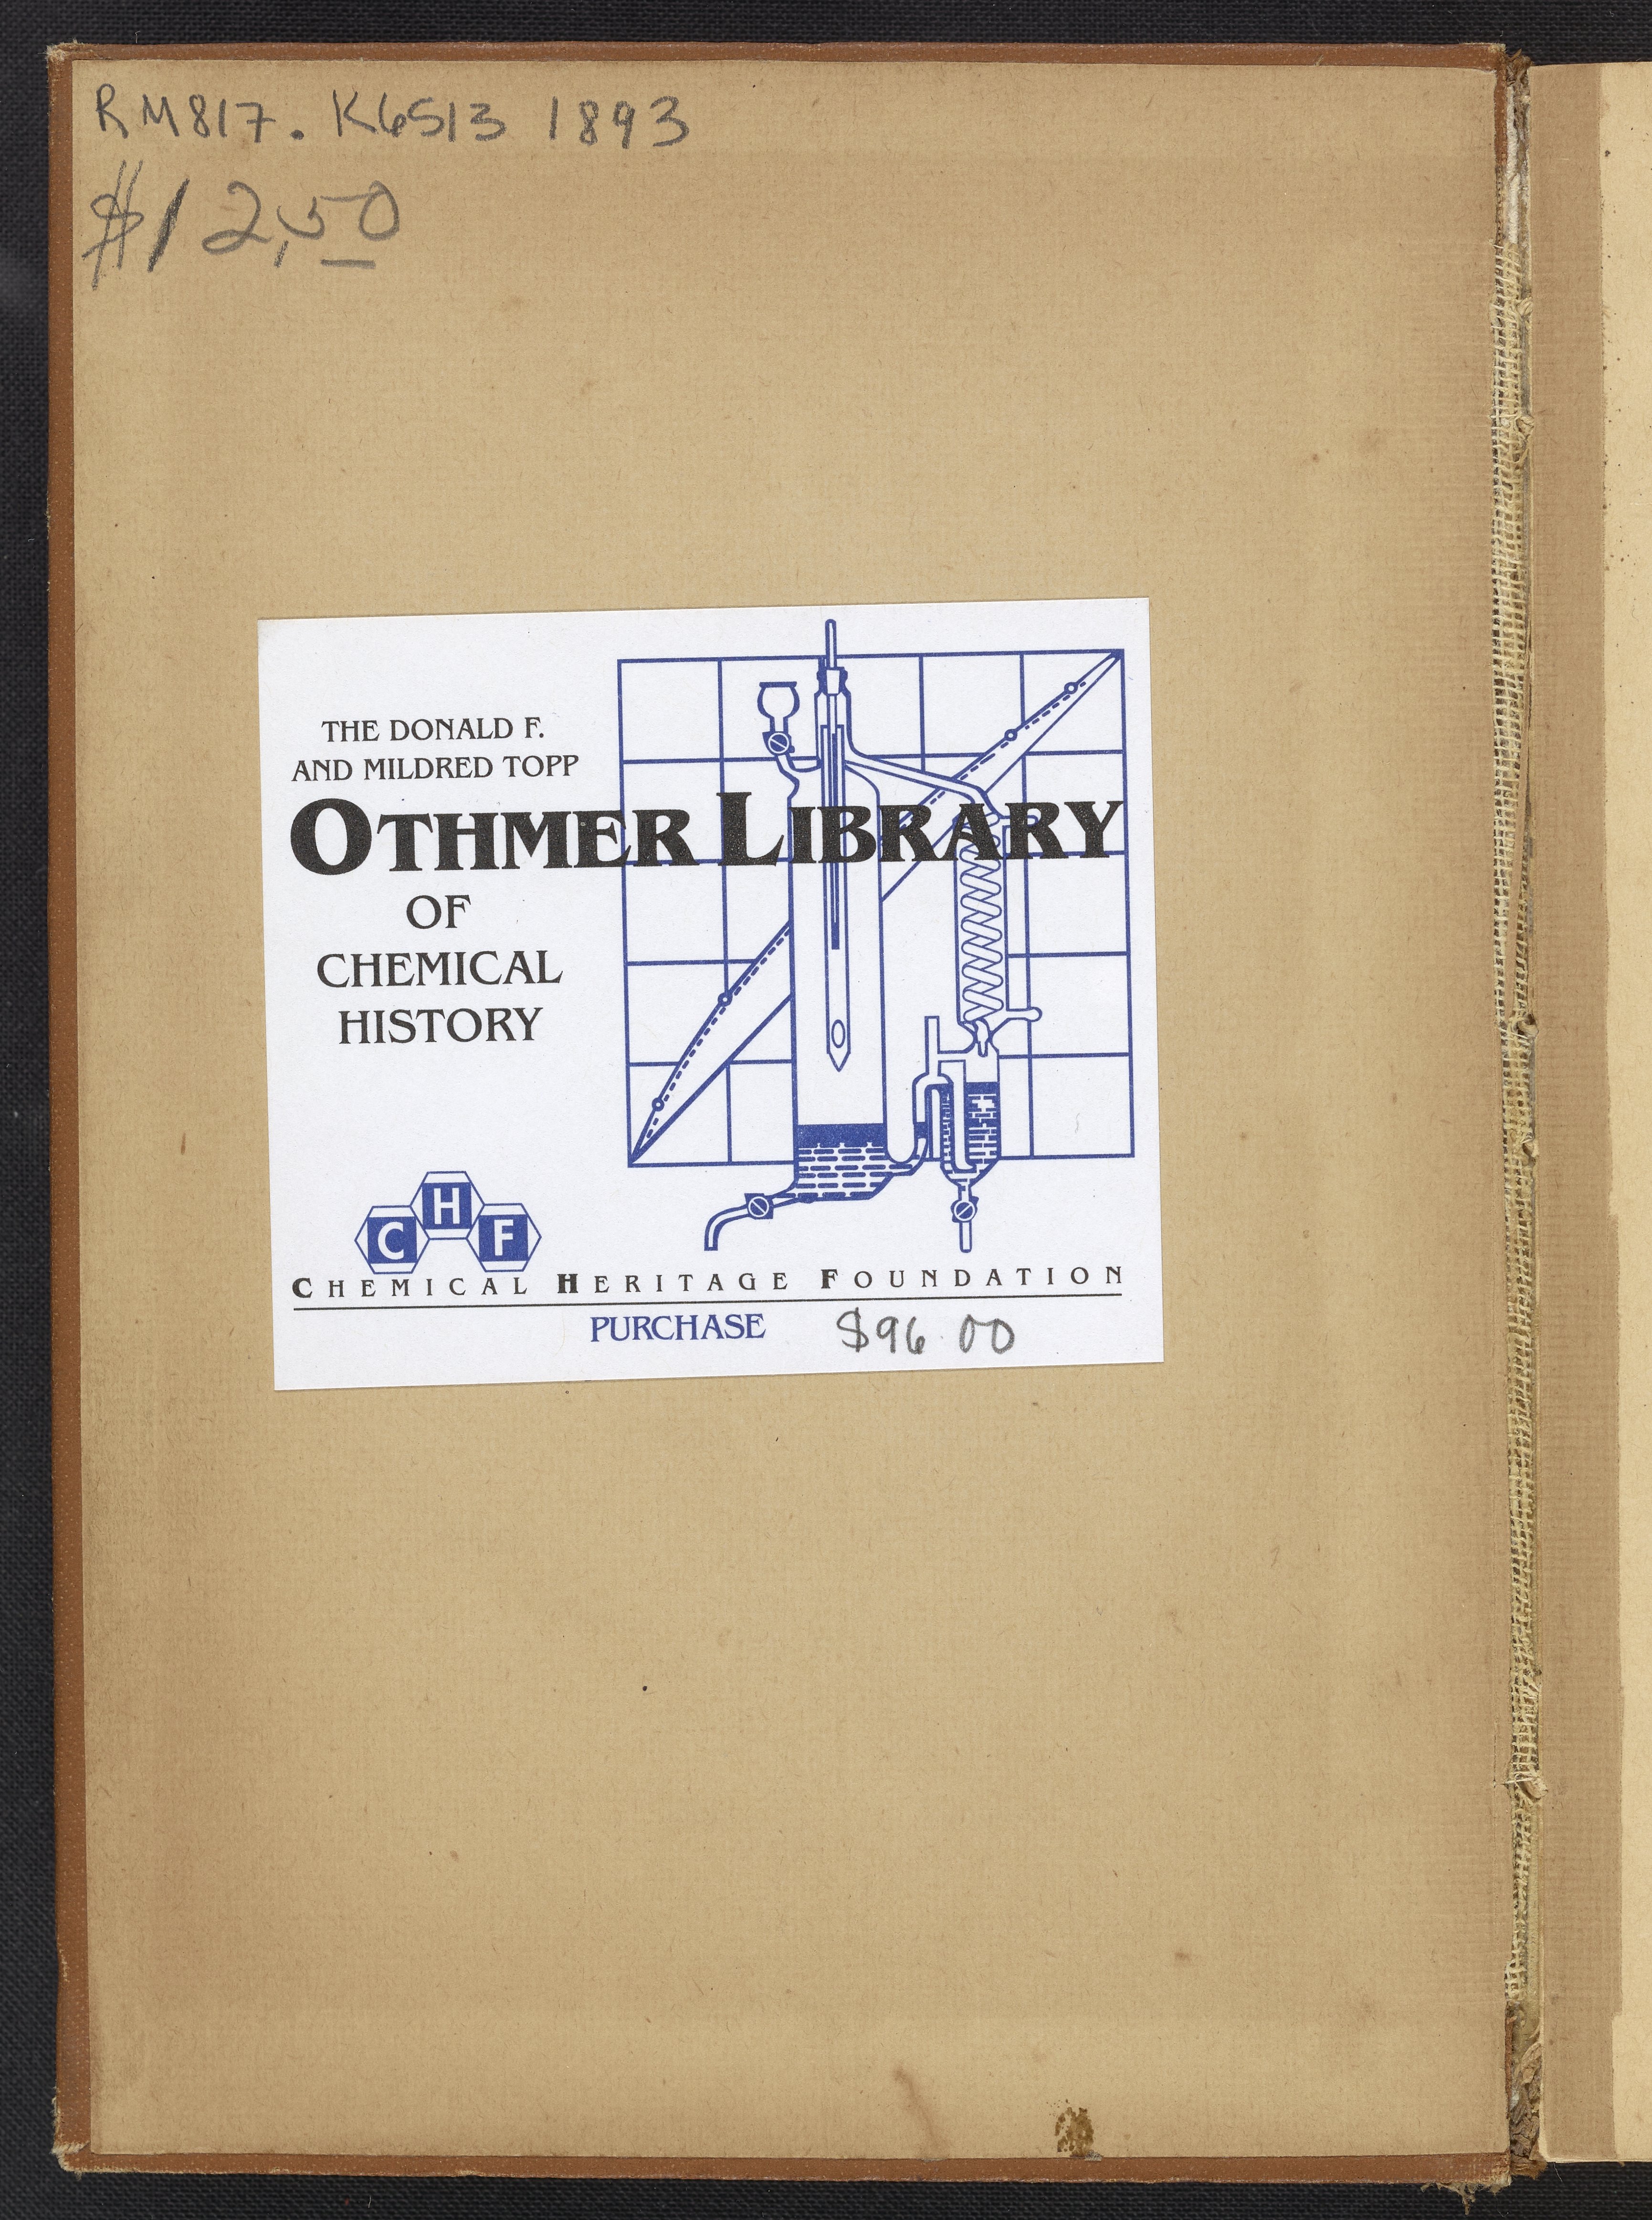 RM817. K6513 1893
$12,50
THE DONALD F.
AND MILDRED TOPP
OTHMER LIBRARY
OF
CHEMICAL
HISTORY
CHF
CHEMICAL HERITAGE FOUNDATION
PURCHASE $96.00